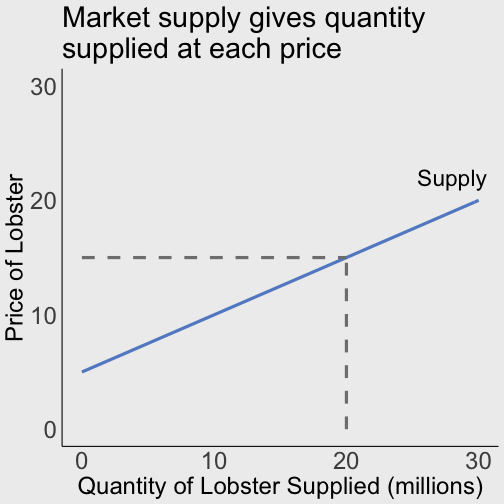 Market supply gives quantity
supplied at each price
Price of Lobster
30
20
10
0
Supply
0 10 20 30
Quantity of Lobster Supplied (millions)